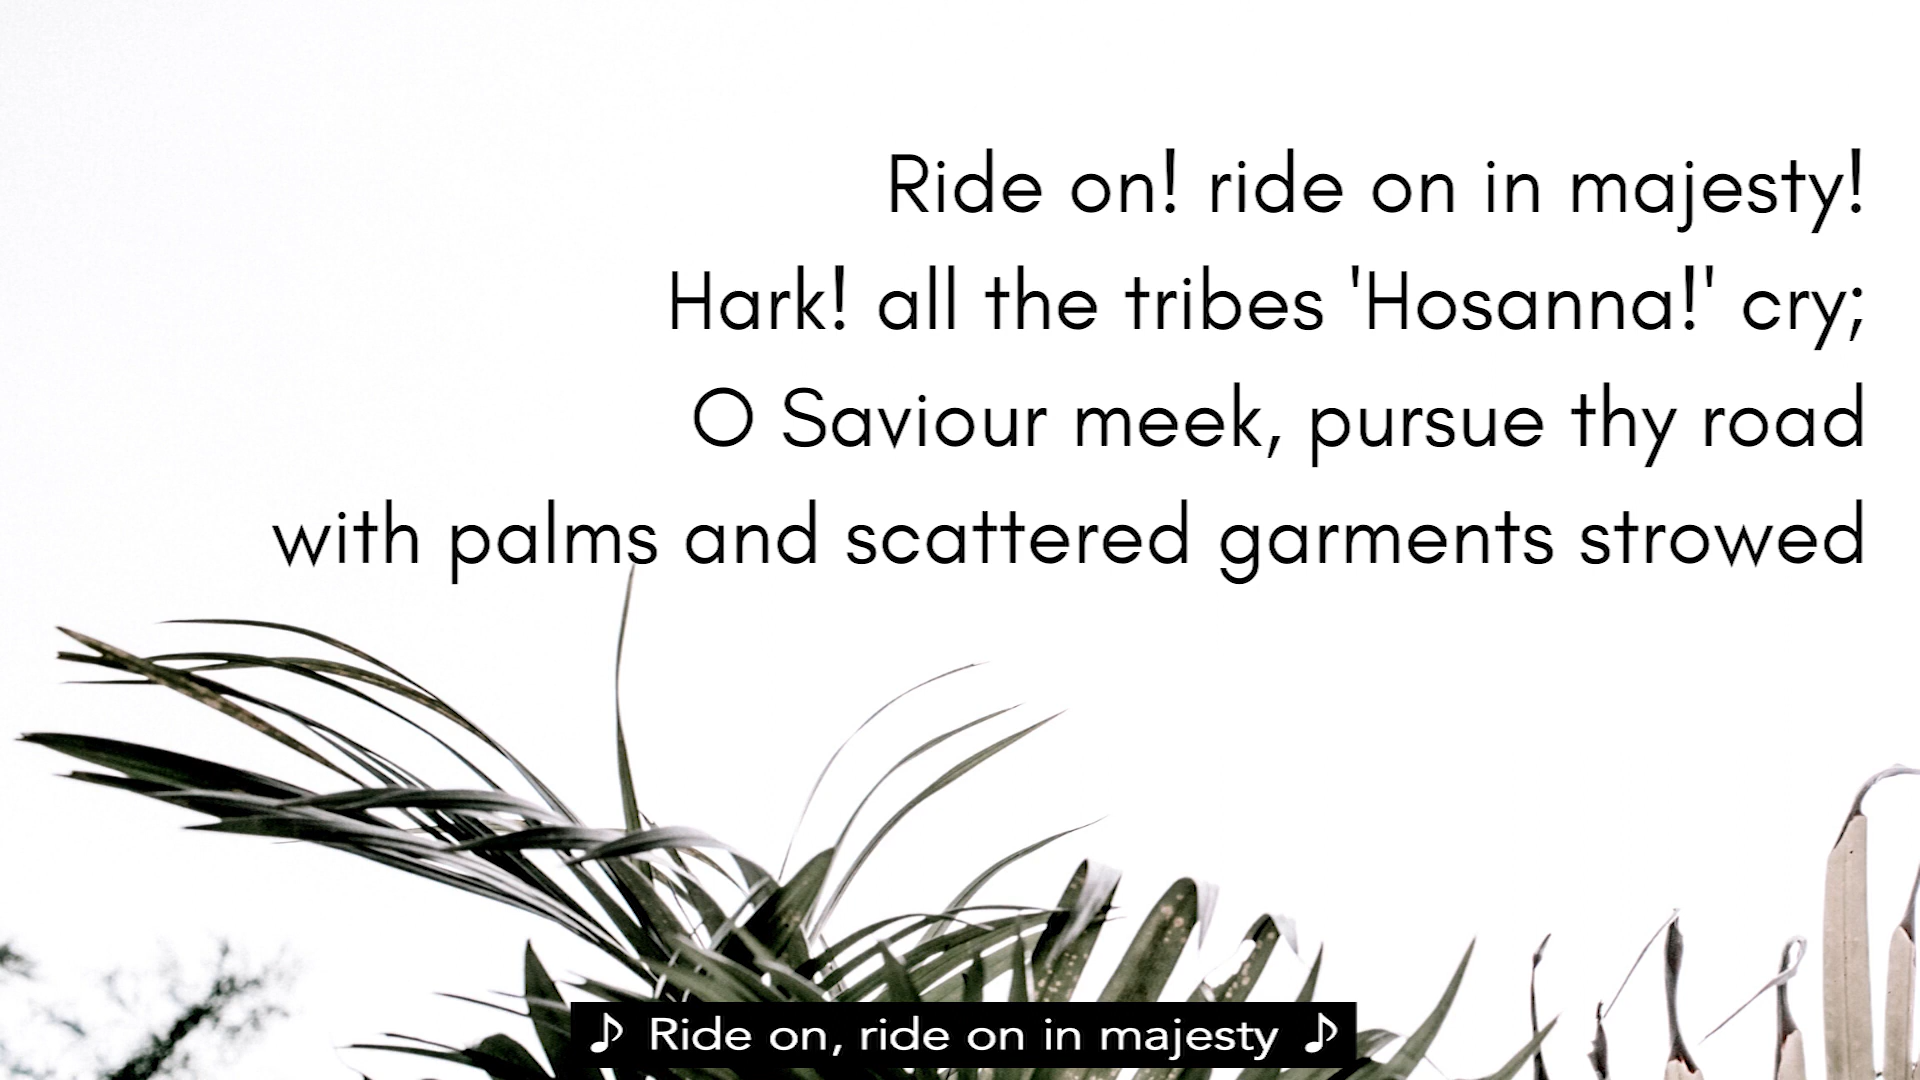 Ride on! ride on in majesty!
Hark! all the tribes 'Hosanna!' cry;
O Saviour meek, pursue thy road
with palms and scattered garments strowed
♪ Ride on, ride on in majesty ♪